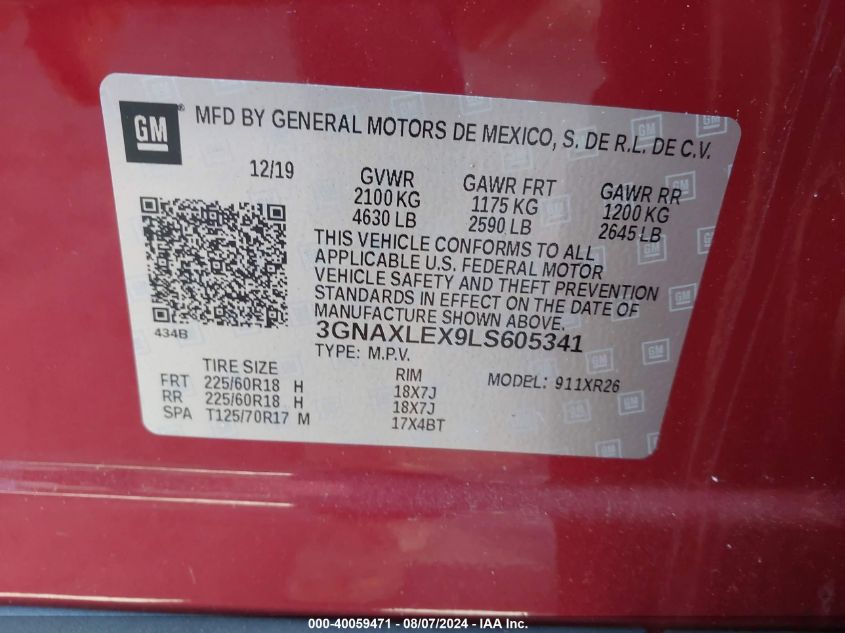 GM ®
MFD BY GENERAL MOTORS DE MEXICO, S. DE R.L. DE C.V.
12/19
GVWR GAWR FRT GAWR RR
2100 KG 1175 KG 1200 KG
4630 LB 2590 LB 2645 LB
THIS VEHICLE CONFORMS TO ALL
APPLICABLE U.S. FEDERAL MOTOR
VEHICLE SAFETY AND THEFT PREVENTION
STANDARDS IN EFFECT ON THE DATE OF
MANUFACTURE SHOWN ABOVE.
434B
3GNAXLEX9LS605341
TYPE: M.P.V.
TIRE SIZE RIM MODEL: 911XR26
FRT 225/60R18 H 18X7J
RR 225/60R18 H 18X7J
SPA T125/70R17 M 17X4BT
000-40059471 - 08/07/2024 - IAA Inc.